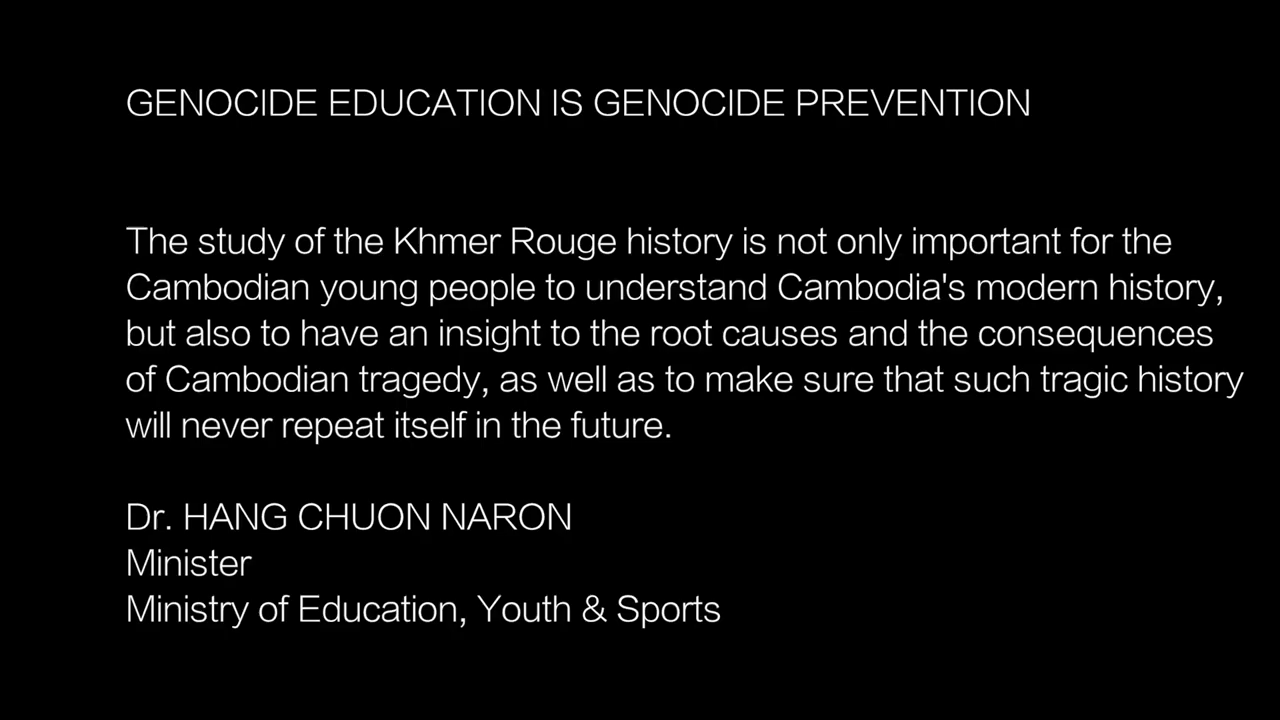 GENOCIDE EDUCATION IS GENOCIDE PREVENTION
The study of the Khmer Rouge history is not only important for the
Cambodian young people to understand Cambodia's modern history,
but also to have an insight to the root causes and the consequences
of Cambodian tragedy, as well as to make sure that such tragic history
will never repeat itself in the future.
Dr. HANG CHUON NARON
Minister
Ministry of Education, Youth & Sports